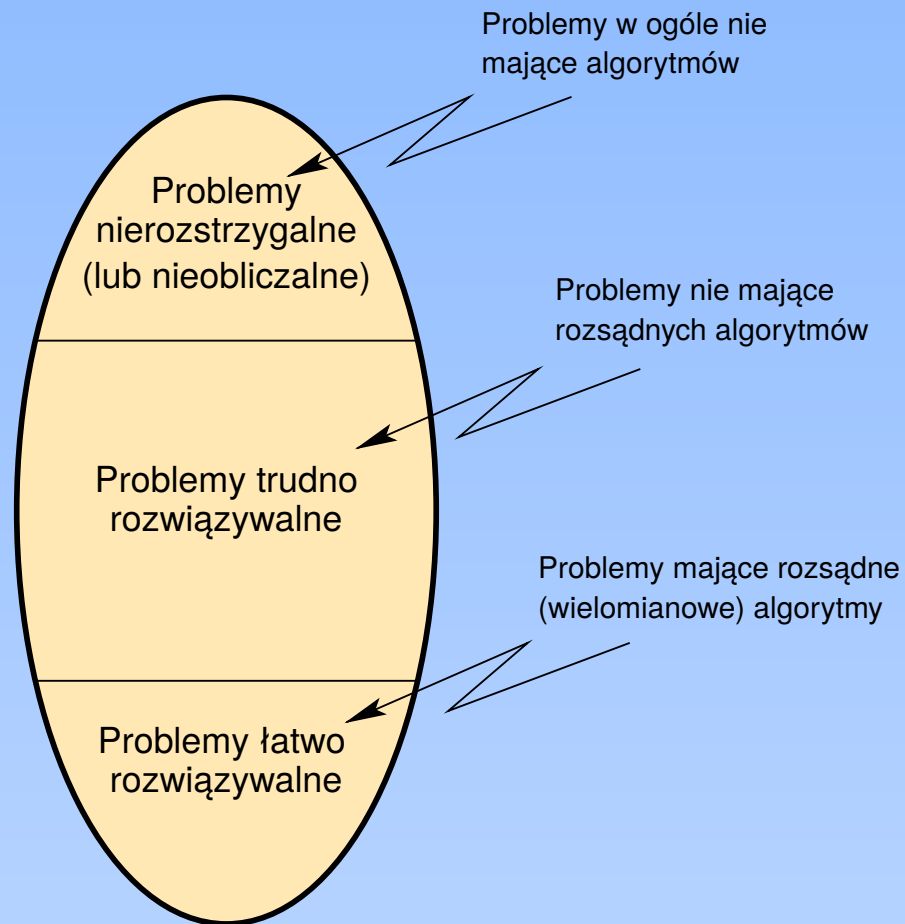 Problemy w ogóle nie
mające algorytmów
Problemy
nierozstrzygalne
(lub nieobliczalne)
Problemy nie mające
rozsądnych algorytmów
Problemy trudno
rozwiązywalne
Problemy mające rozsądne
(wielomianowe) algorytmy
Problemy łatwo
rozwiązywalne